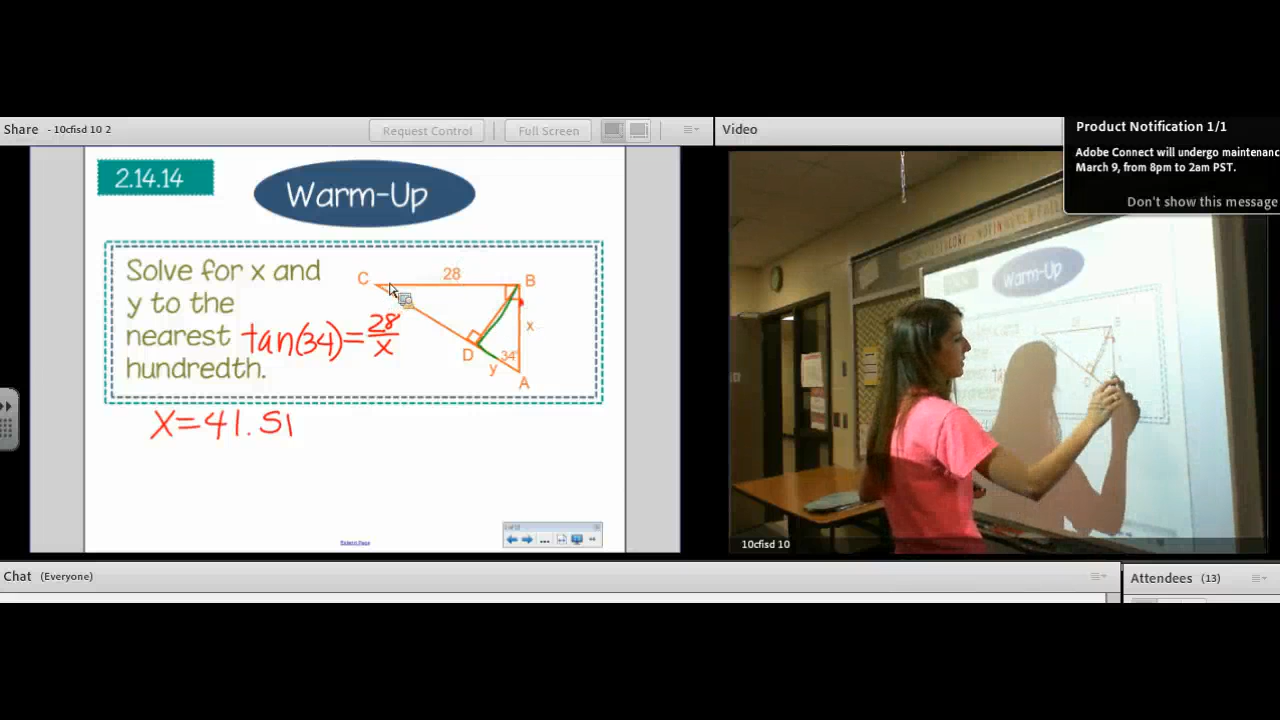 Share - 10cfisd 10 2
Request Control
Full Screen
Video
Product Notification 1/1
Adobe Connect will undergo maintenanc
March 9, from 8pm to 2am PST.
Don't show this message
2.14.14
Warm-Up
Solve for x and
y to the
nearest
hundredth.
tan(34)=28/x
C
28
B
x
D
34
y
A
X=41.51
Warm-Up
10cfisd 10
Chat (Everyone)
Attendees (13)